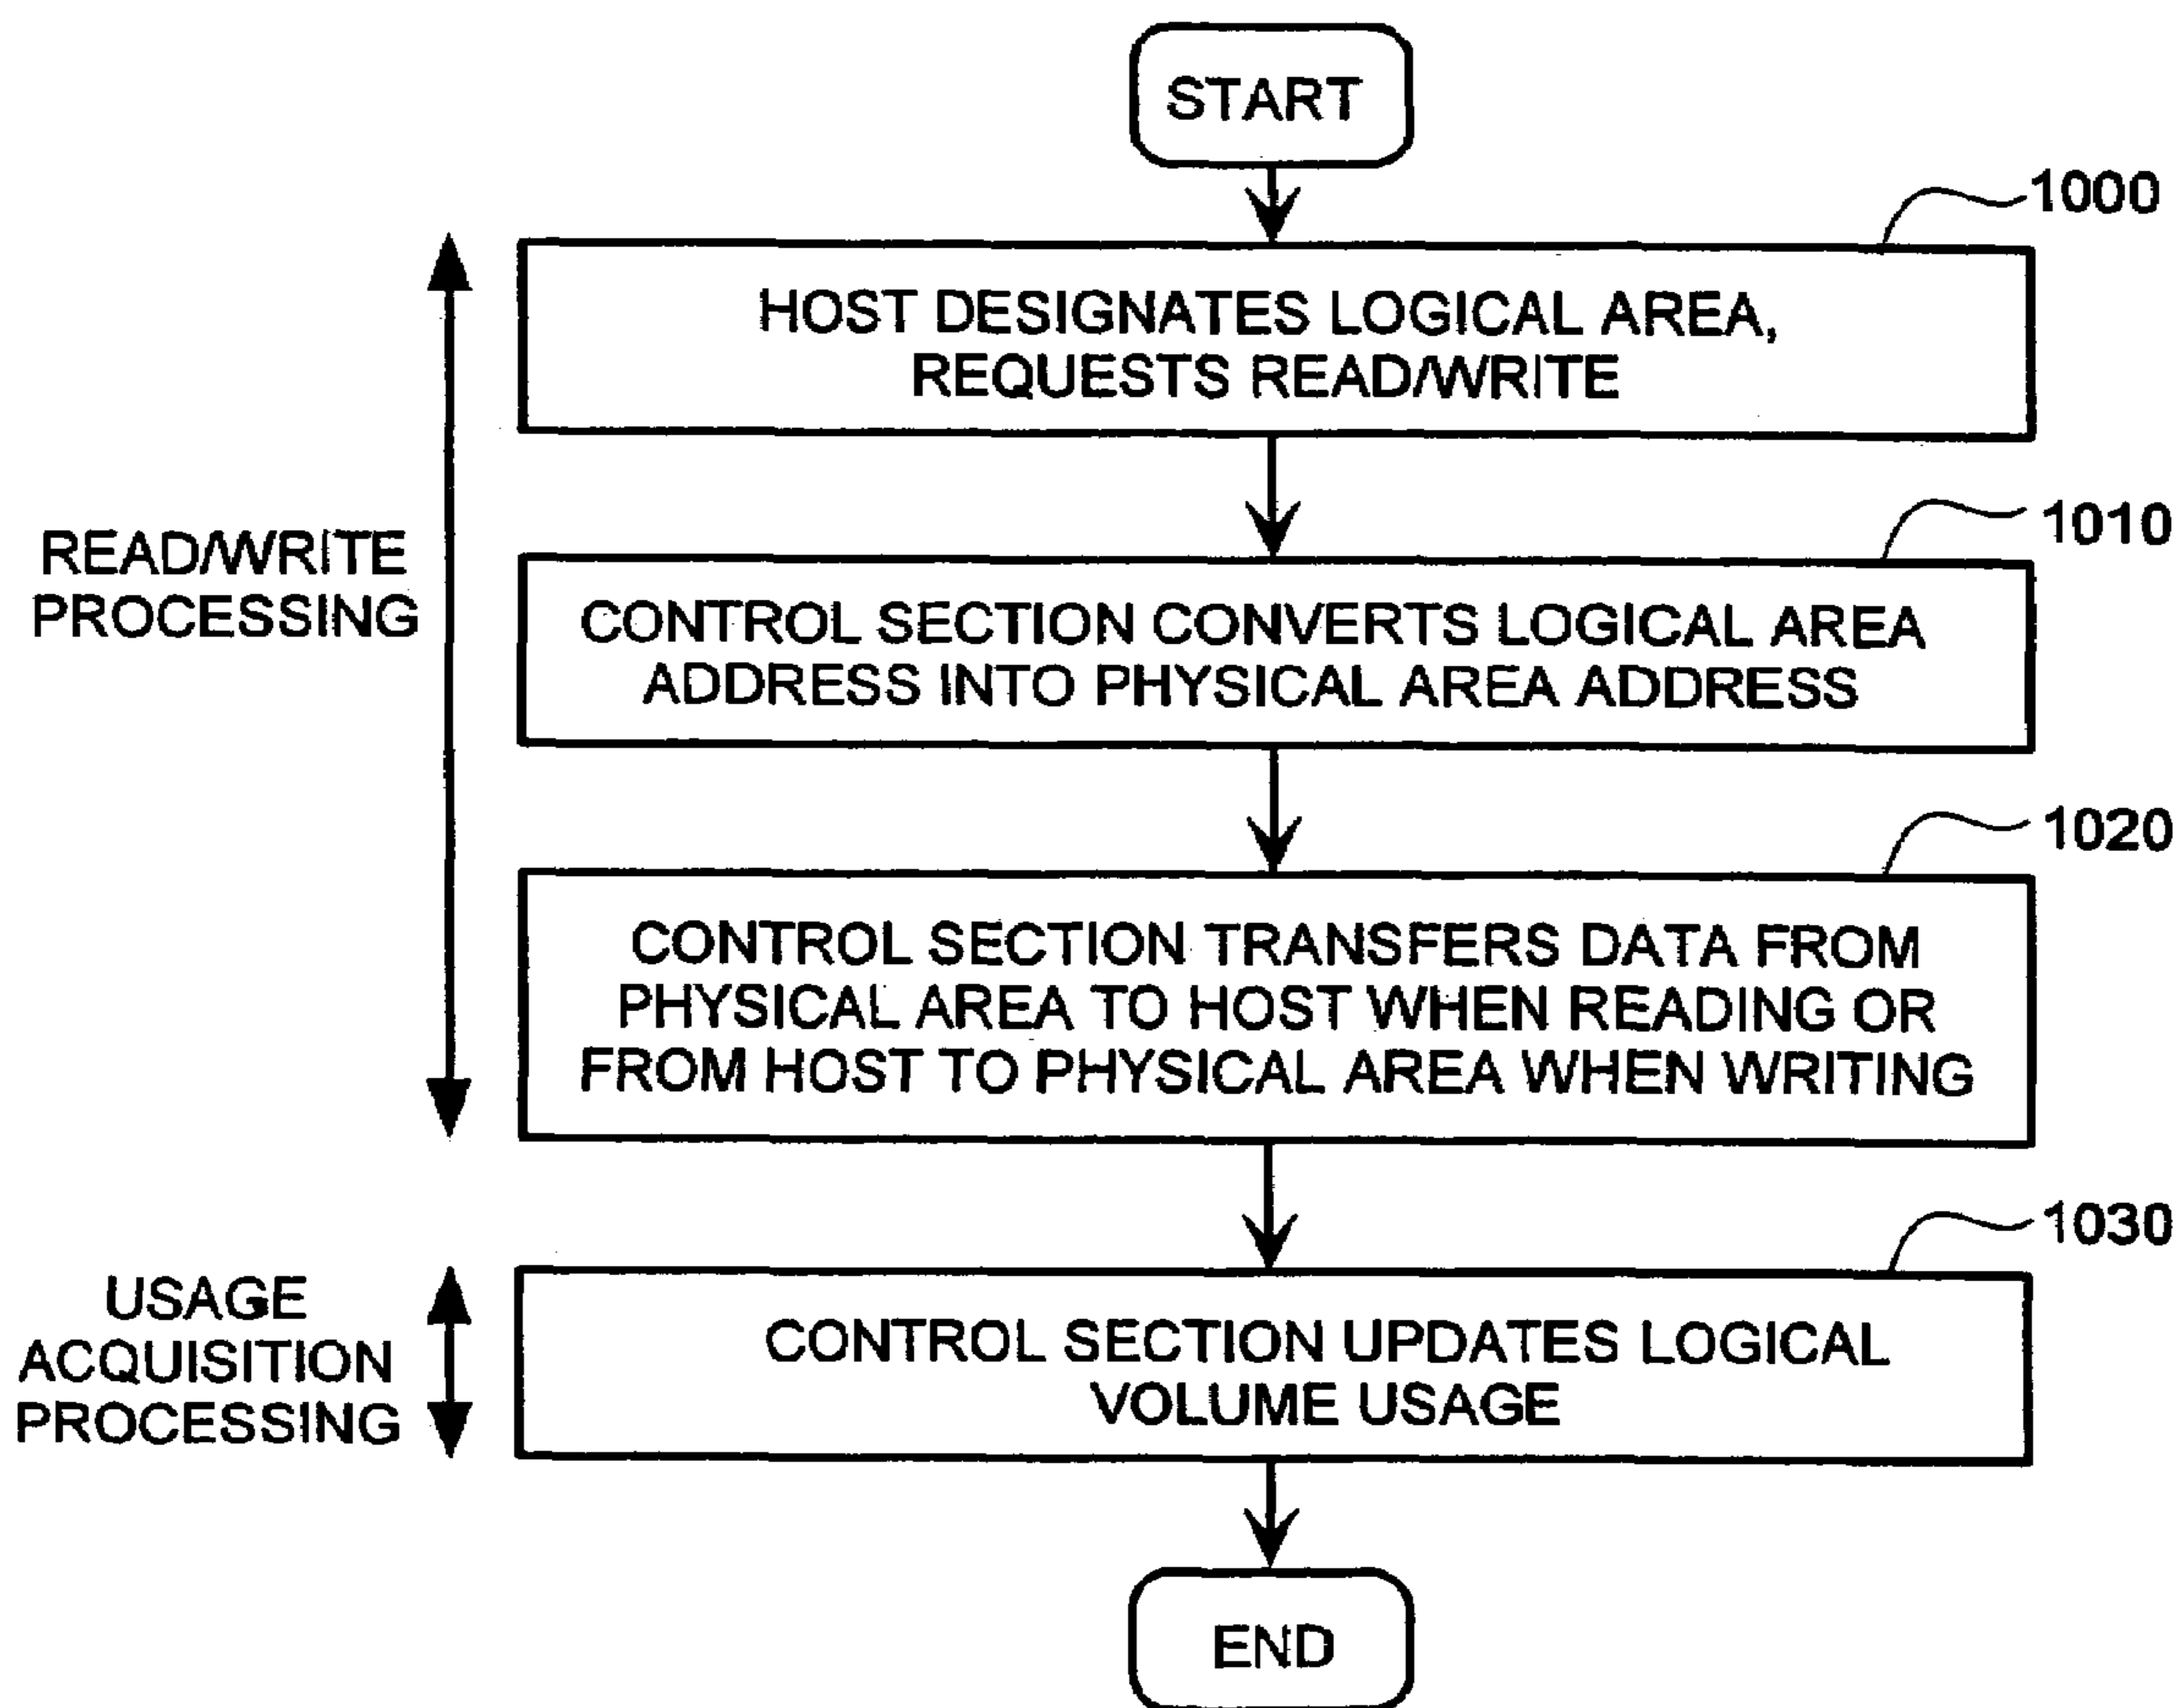 START
1000
HOST DESIGNATES LOGICAL AREA,
REQUESTS READ/WRITE
1010
READ/WRITE
PROCESSING
CONTROL SECTION CONVERTS LOGICAL AREA
ADDRESS INTO PHYSICAL AREA ADDRESS
1020
CONTROL SECTION TRANSFERS DATA FROM
PHYSICAL AREA TO HOST WHEN READING OR
FROM HOST TO PHYSICAL AREA WHEN WRITING
1030
USAGE
ACQUISITION
PROCESSING
CONTROL SECTION UPDATES LOGICAL
VOLUME USAGE
END